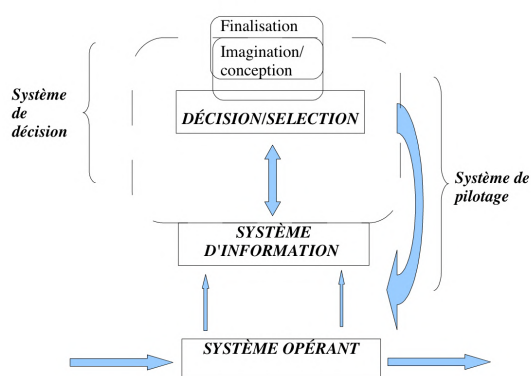 Finalisation
Imagination/
conception
Système
de
décision
DÉCISION/SELECTION
Système de
pilotage
SYSTÈME
D'INFORMATION
SYSTÈME OPÉRANT